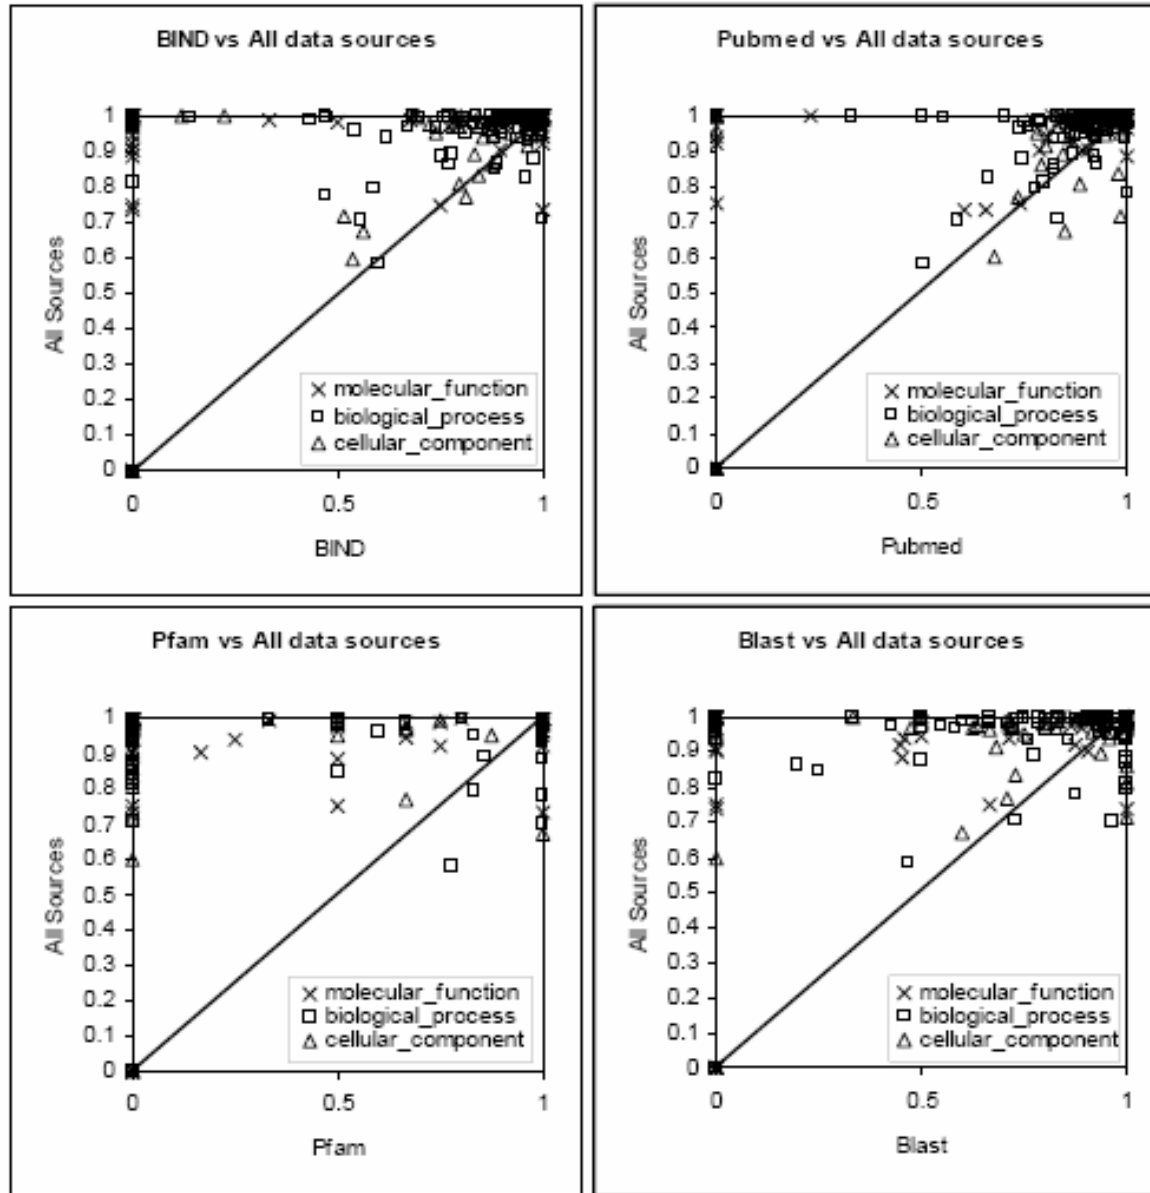 BIND vs All data sources
All Sources
1
0.9
0.8
0.7
0.6
0.5
0.4
0.3
0.2
0.1
0
molecular_function
biological_process
cellular_component
0 0.5 1
BIND
Pubmed vs All data sources
All Sources
1
0.9
0.8
0.7
0.6
0.5
0.4
0.3
0.2
0.1
0
molecular_function
biological_process
cellular_component
0 0.5 1
Pubmed
Pfam vs All data sources
All Sources
1
0.9
0.8
0.7
0.6
0.5
0.4
0.3
0.2
0.1
0
molecular_function
biological_process
cellular_component
0 0.5 1
Pfam
Blast vs All data sources
All Sources
1
0.9
0.8
0.7
0.6
0.5
0.4
0.3
0.2
0.1
0
molecular_function
biological_process
cellular_component
0 0.5 1
Blast